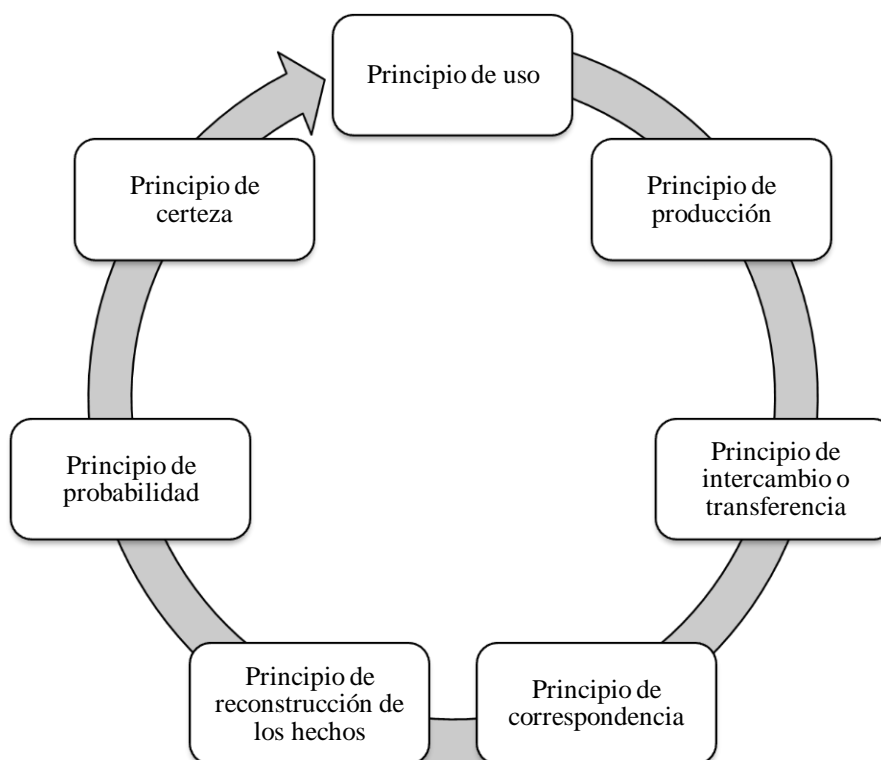 Principio de uso
Principio de
producción
Principio de
intercambio o
transferencia
Principio de
correspondencia
Principio de
reconstrucción de
los hechos
Principio de
probabilidad
Principio de
certeza